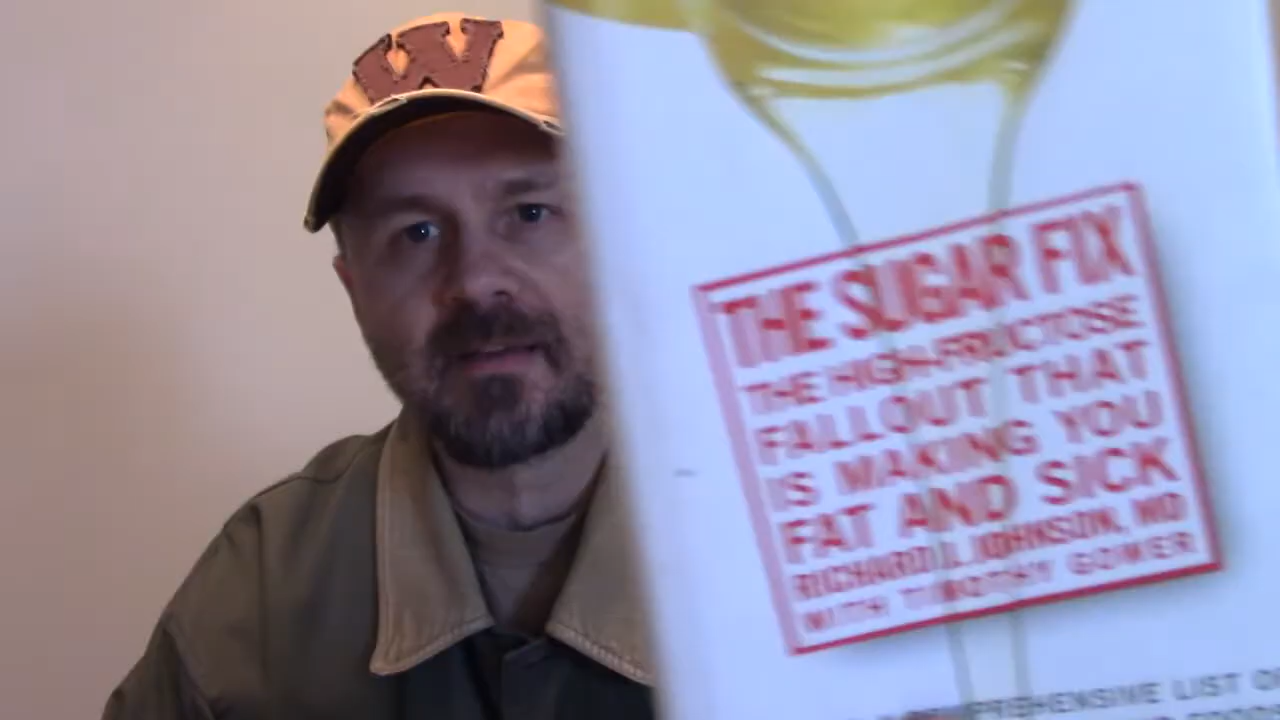 W
THE SUGAR FIX
THE HIGH-FRUCTOSE
FALLOUT THAT
IS MAKING YOU
FAT AND SICK
RICHARD J. JOHNSON, MD
WITH TIMOTHY GOWER
LIST